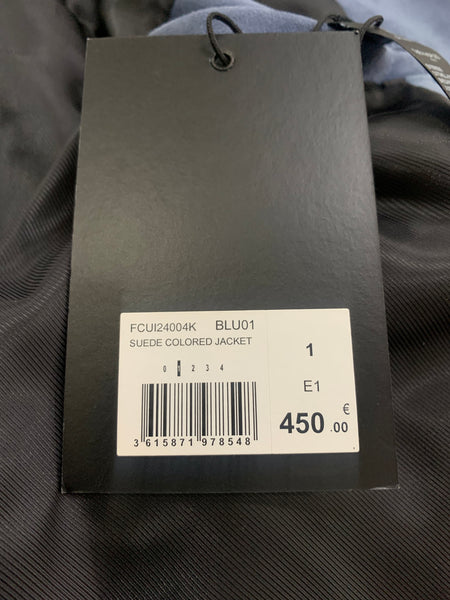 FCUI24004K BLU01
SUEDE COLORED JACKET
0 1 2 3 4
3 615871 978548
1
E1
450.00 €